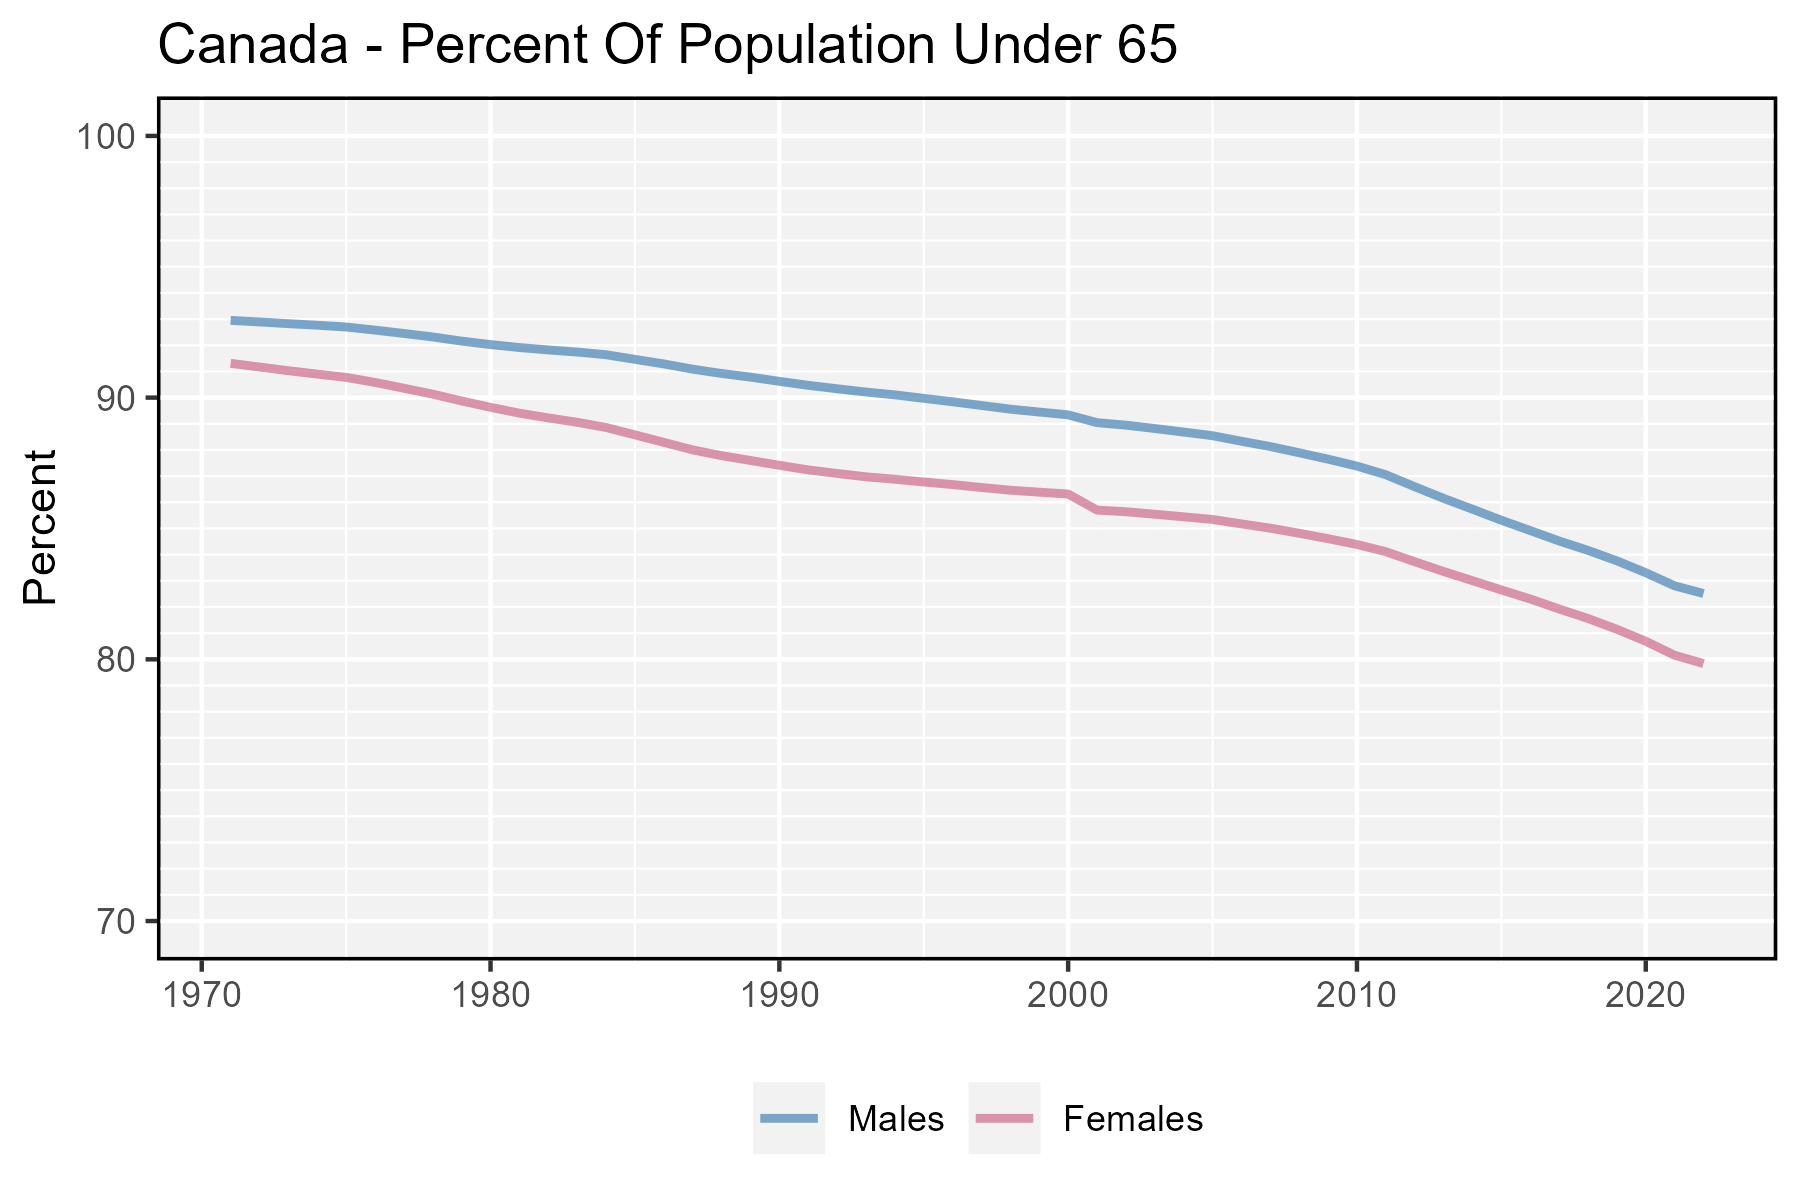 Canada - Percent Of Population Under 65
Percent
100
90
80
70
1970 1980 1990 2000 2010 2020
Males Females